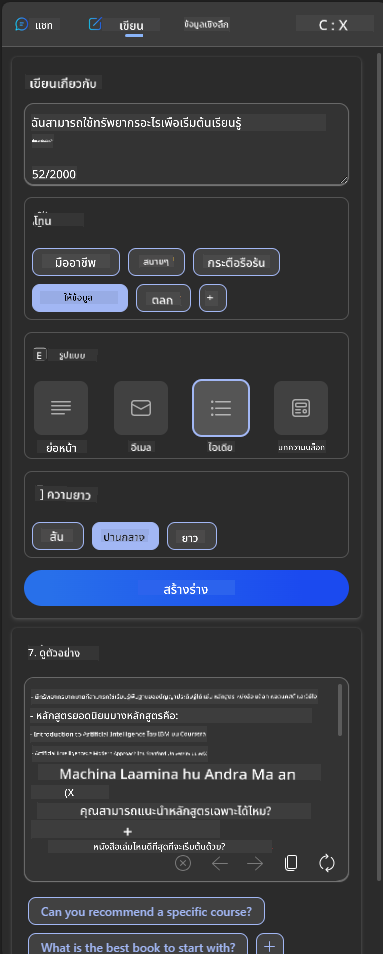 แชท
เขียน
ข้อมูลเชิงลึก
C : X
เขียนเกี่ยวกับ
ฉันสามารถใช้ทรัพยากรอะไรเพื่อเริ่มต้นเรียนรู้
52/2000
โทน
มืออาชีพ
สบายๆ
กระตือรือร้น
ให้ข้อมูล
ตลก
+
E รูปแบบ
ย่อหน้า
อีเมล
ไอเดีย
บทความบล็อก
] ความยาว
สั้น
ปานกลาง
ยาว
สร้างร่าง
7. ดูตัวอย่าง
- หลักสูตรยอดนิยมบางหลักสูตรคือ:
- Introduction to Artificial Intelligence โดย IBM บน Coursera
Machina Laamina hu Andra Ma an
(X
คุณสามารถแนะนำหลักสูตรเฉพาะได้ไหม?
+
หนังสือเล่มไหนดีที่สุดที่จะเริ่มต้นด้วย?
Can you recommend a specific course?
What is the best book to start with?
+